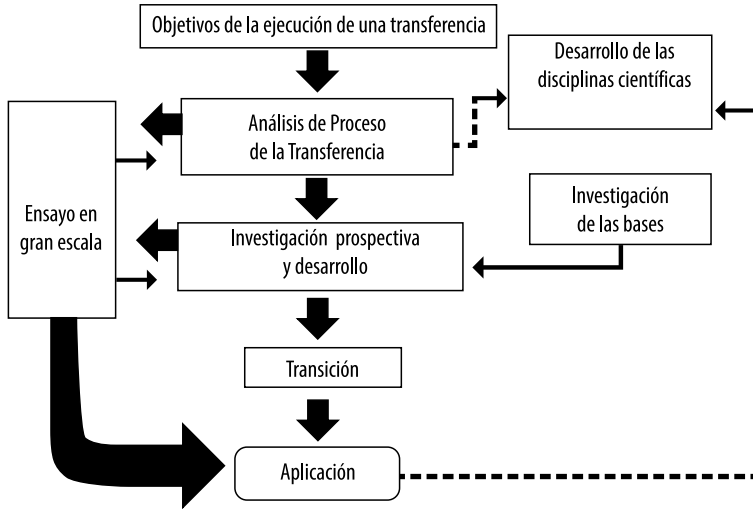 Objetivos de la ejecución de una transferencia
Desarrollo de las
disciplinas científicas
Análisis de Proceso
de la Transferencia
Ensayo en
gran escala
Investigación
de las bases
Investigación prospectiva
y desarrollo
Transición
Aplicación